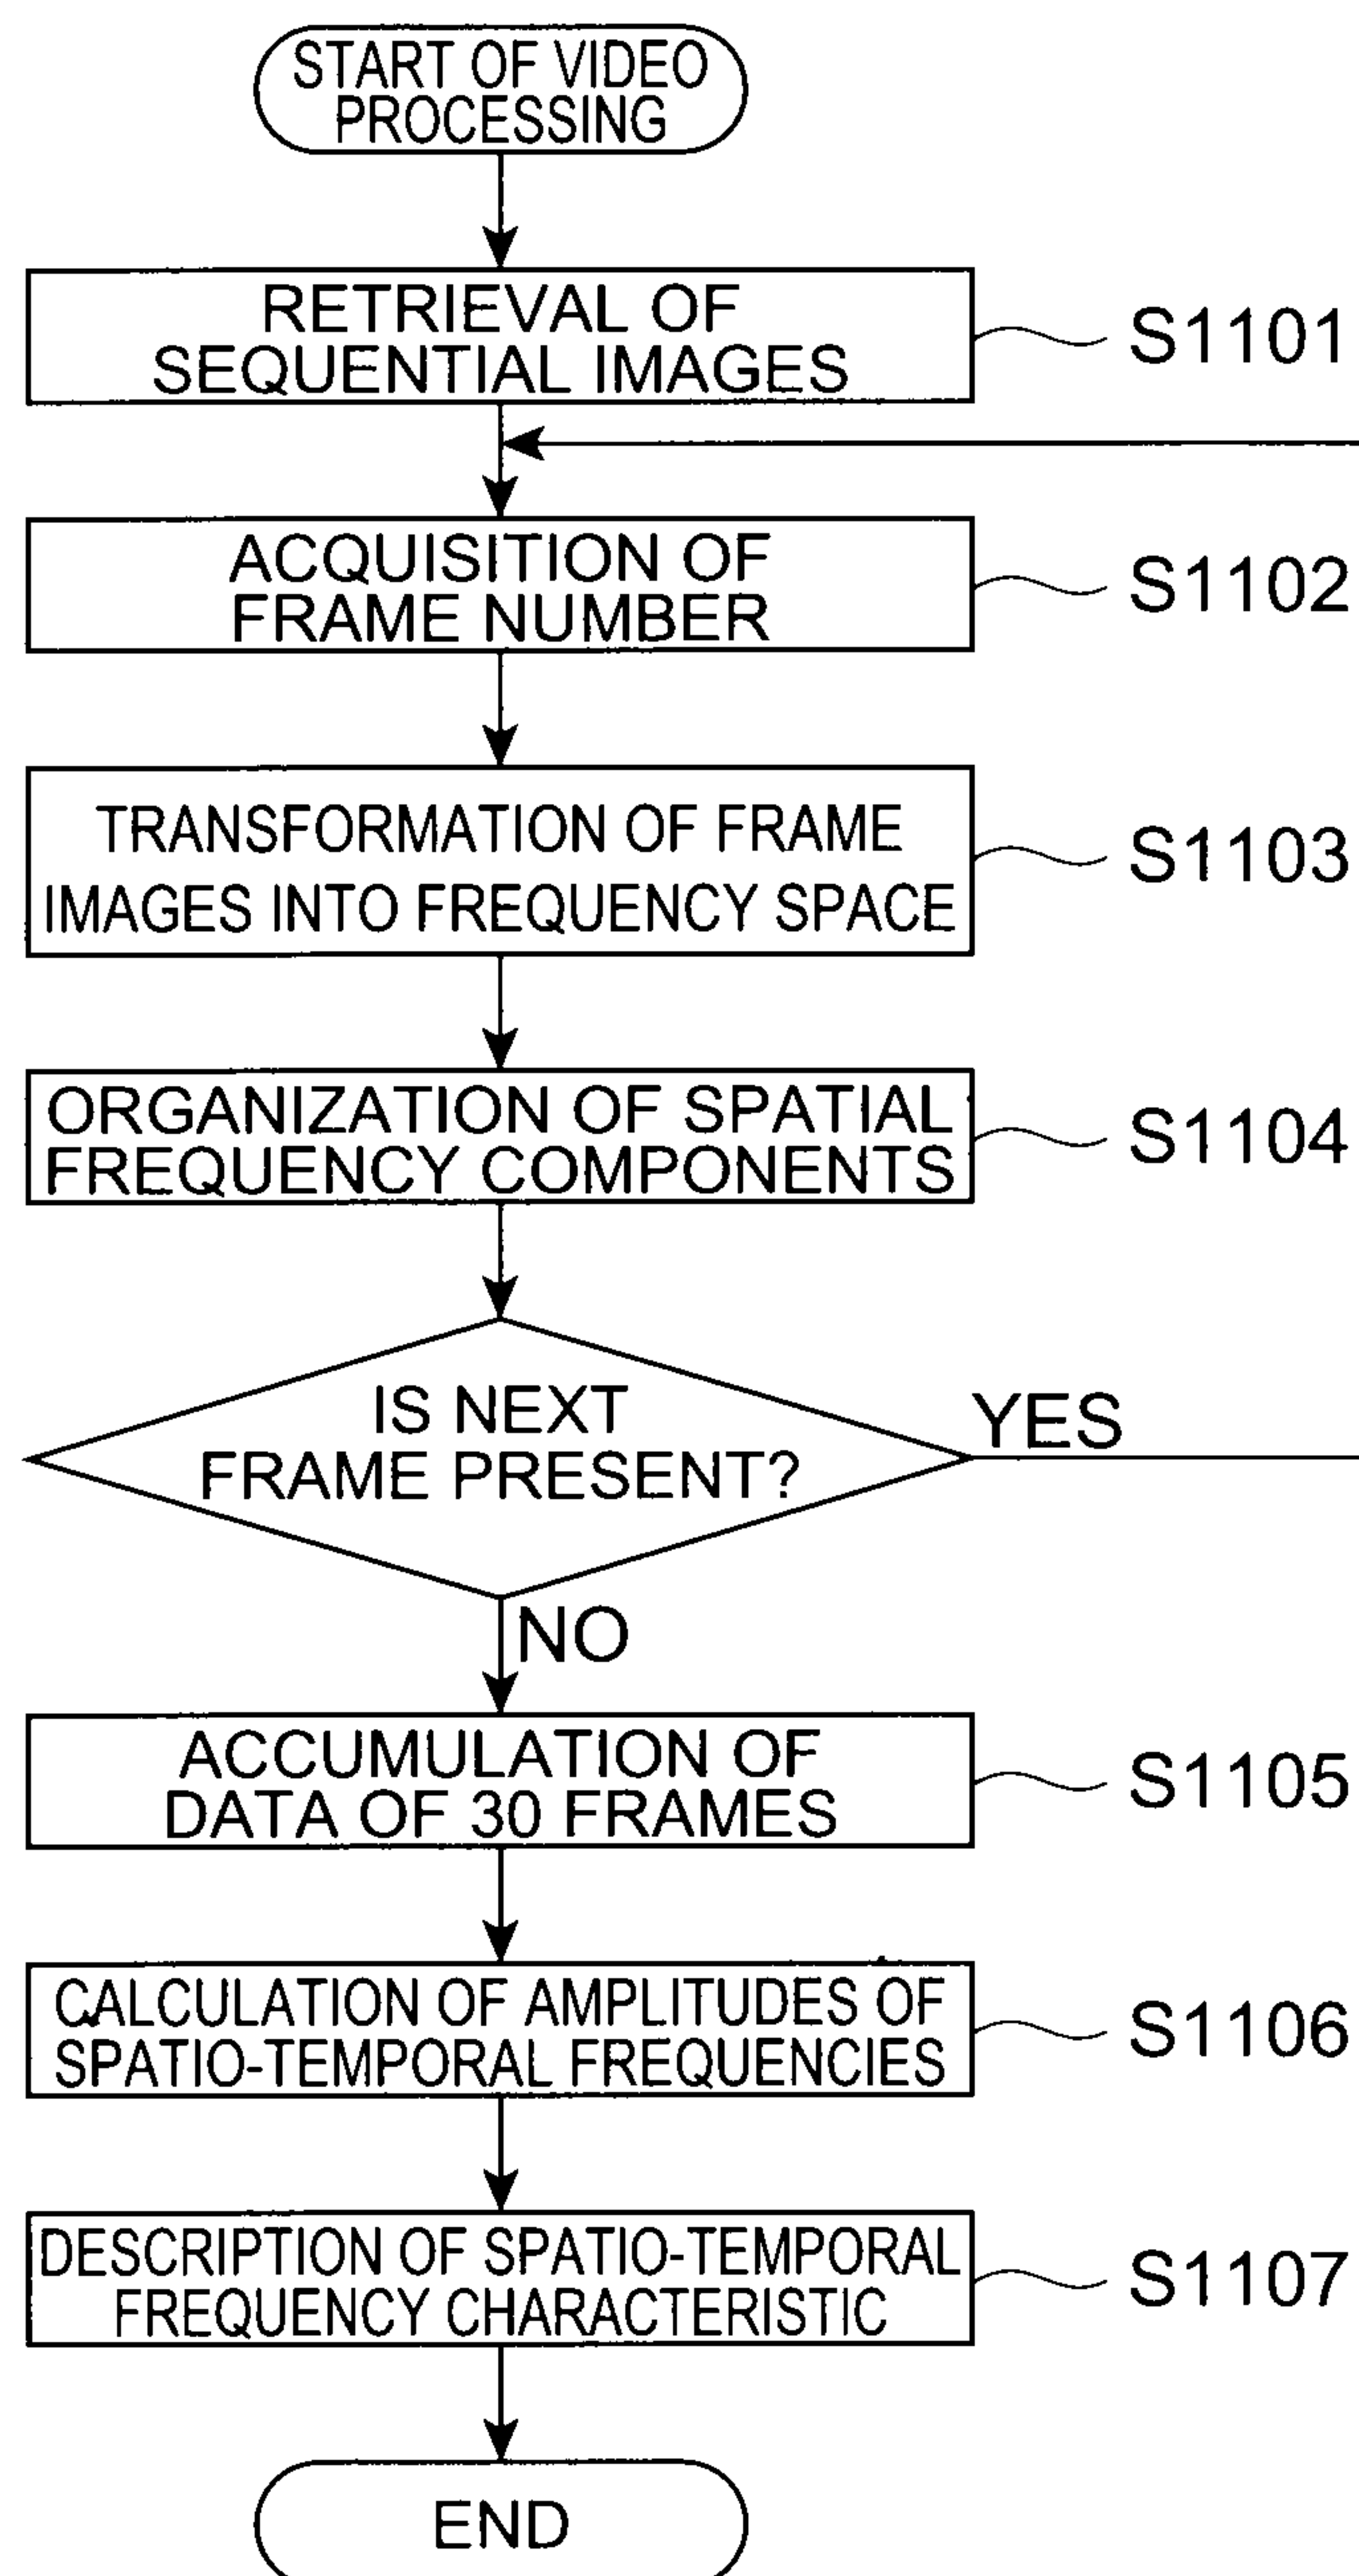 START OF VIDEO
PROCESSING
RETRIEVAL OF
SEQUENTIAL IMAGES
S1101
ACQUISITION OF
FRAME NUMBER
S1102
TRANSFORMATION OF FRAME
IMAGES INTO FREQUENCY SPACE
S1103
ORGANIZATION OF SPATIAL
FREQUENCY COMPONENTS
S1104
IS NEXT
FRAME PRESENT?
YES
NO
ACCUMULATION OF
DATA OF 30 FRAMES
S1105
CALCULATION OF AMPLITUDES OF
SPATIO-TEMPORAL FREQUENCIES
S1106
DESCRIPTION OF SPATIO-TEMPORAL
FREQUENCY CHARACTERISTIC
S1107
END